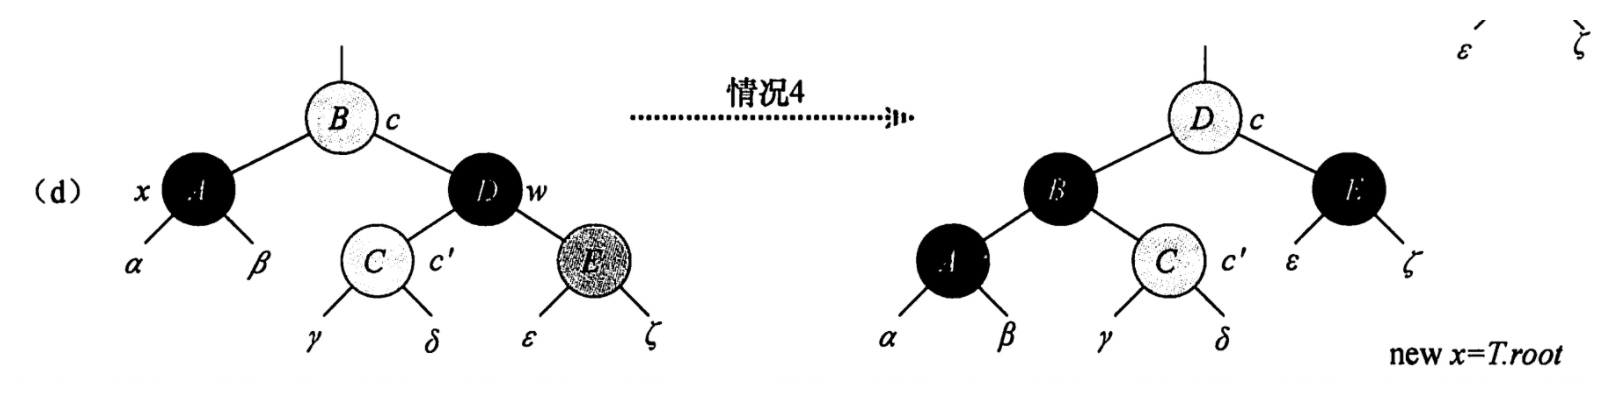 ε ζ
情况4
B c D c
(d) x A D w B E
α β C c' E A C c' ε ζ
γ δ ε ζ α β γ δ
new x=T.root